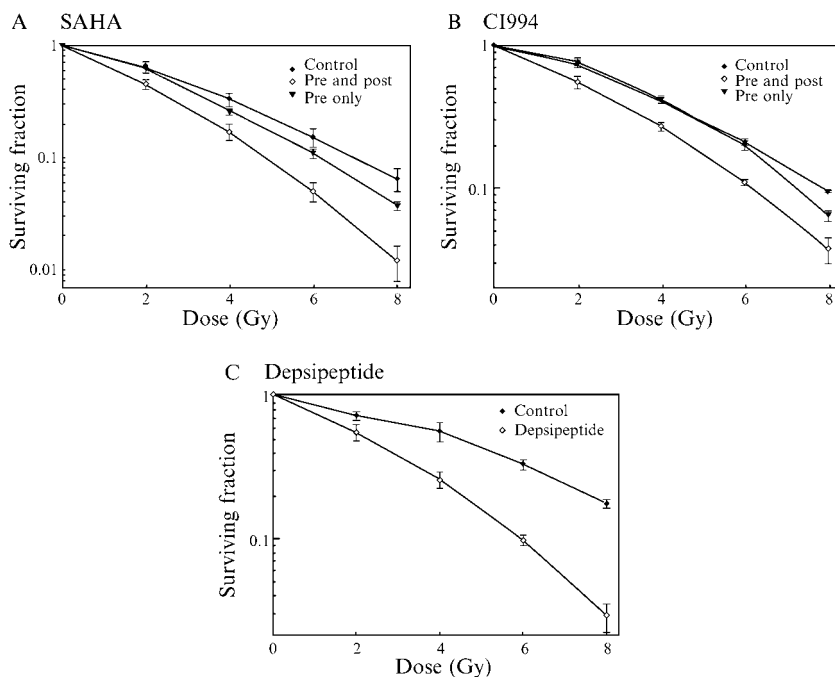 A SAHA
1
0.1
0.01
Surviving fraction
Control
Pre and post
Pre only
0 2 4 6 8
Dose (Gy)
B CI994
1
0.1
Surviving fraction
Control
Pre and post
Pre only
0 2 4 6 8
Dose (Gy)
C Depsipeptide
1
0.1
Surviving fraction
Control
Depsipeptide
0 2 4 6 8
Dose (Gy)